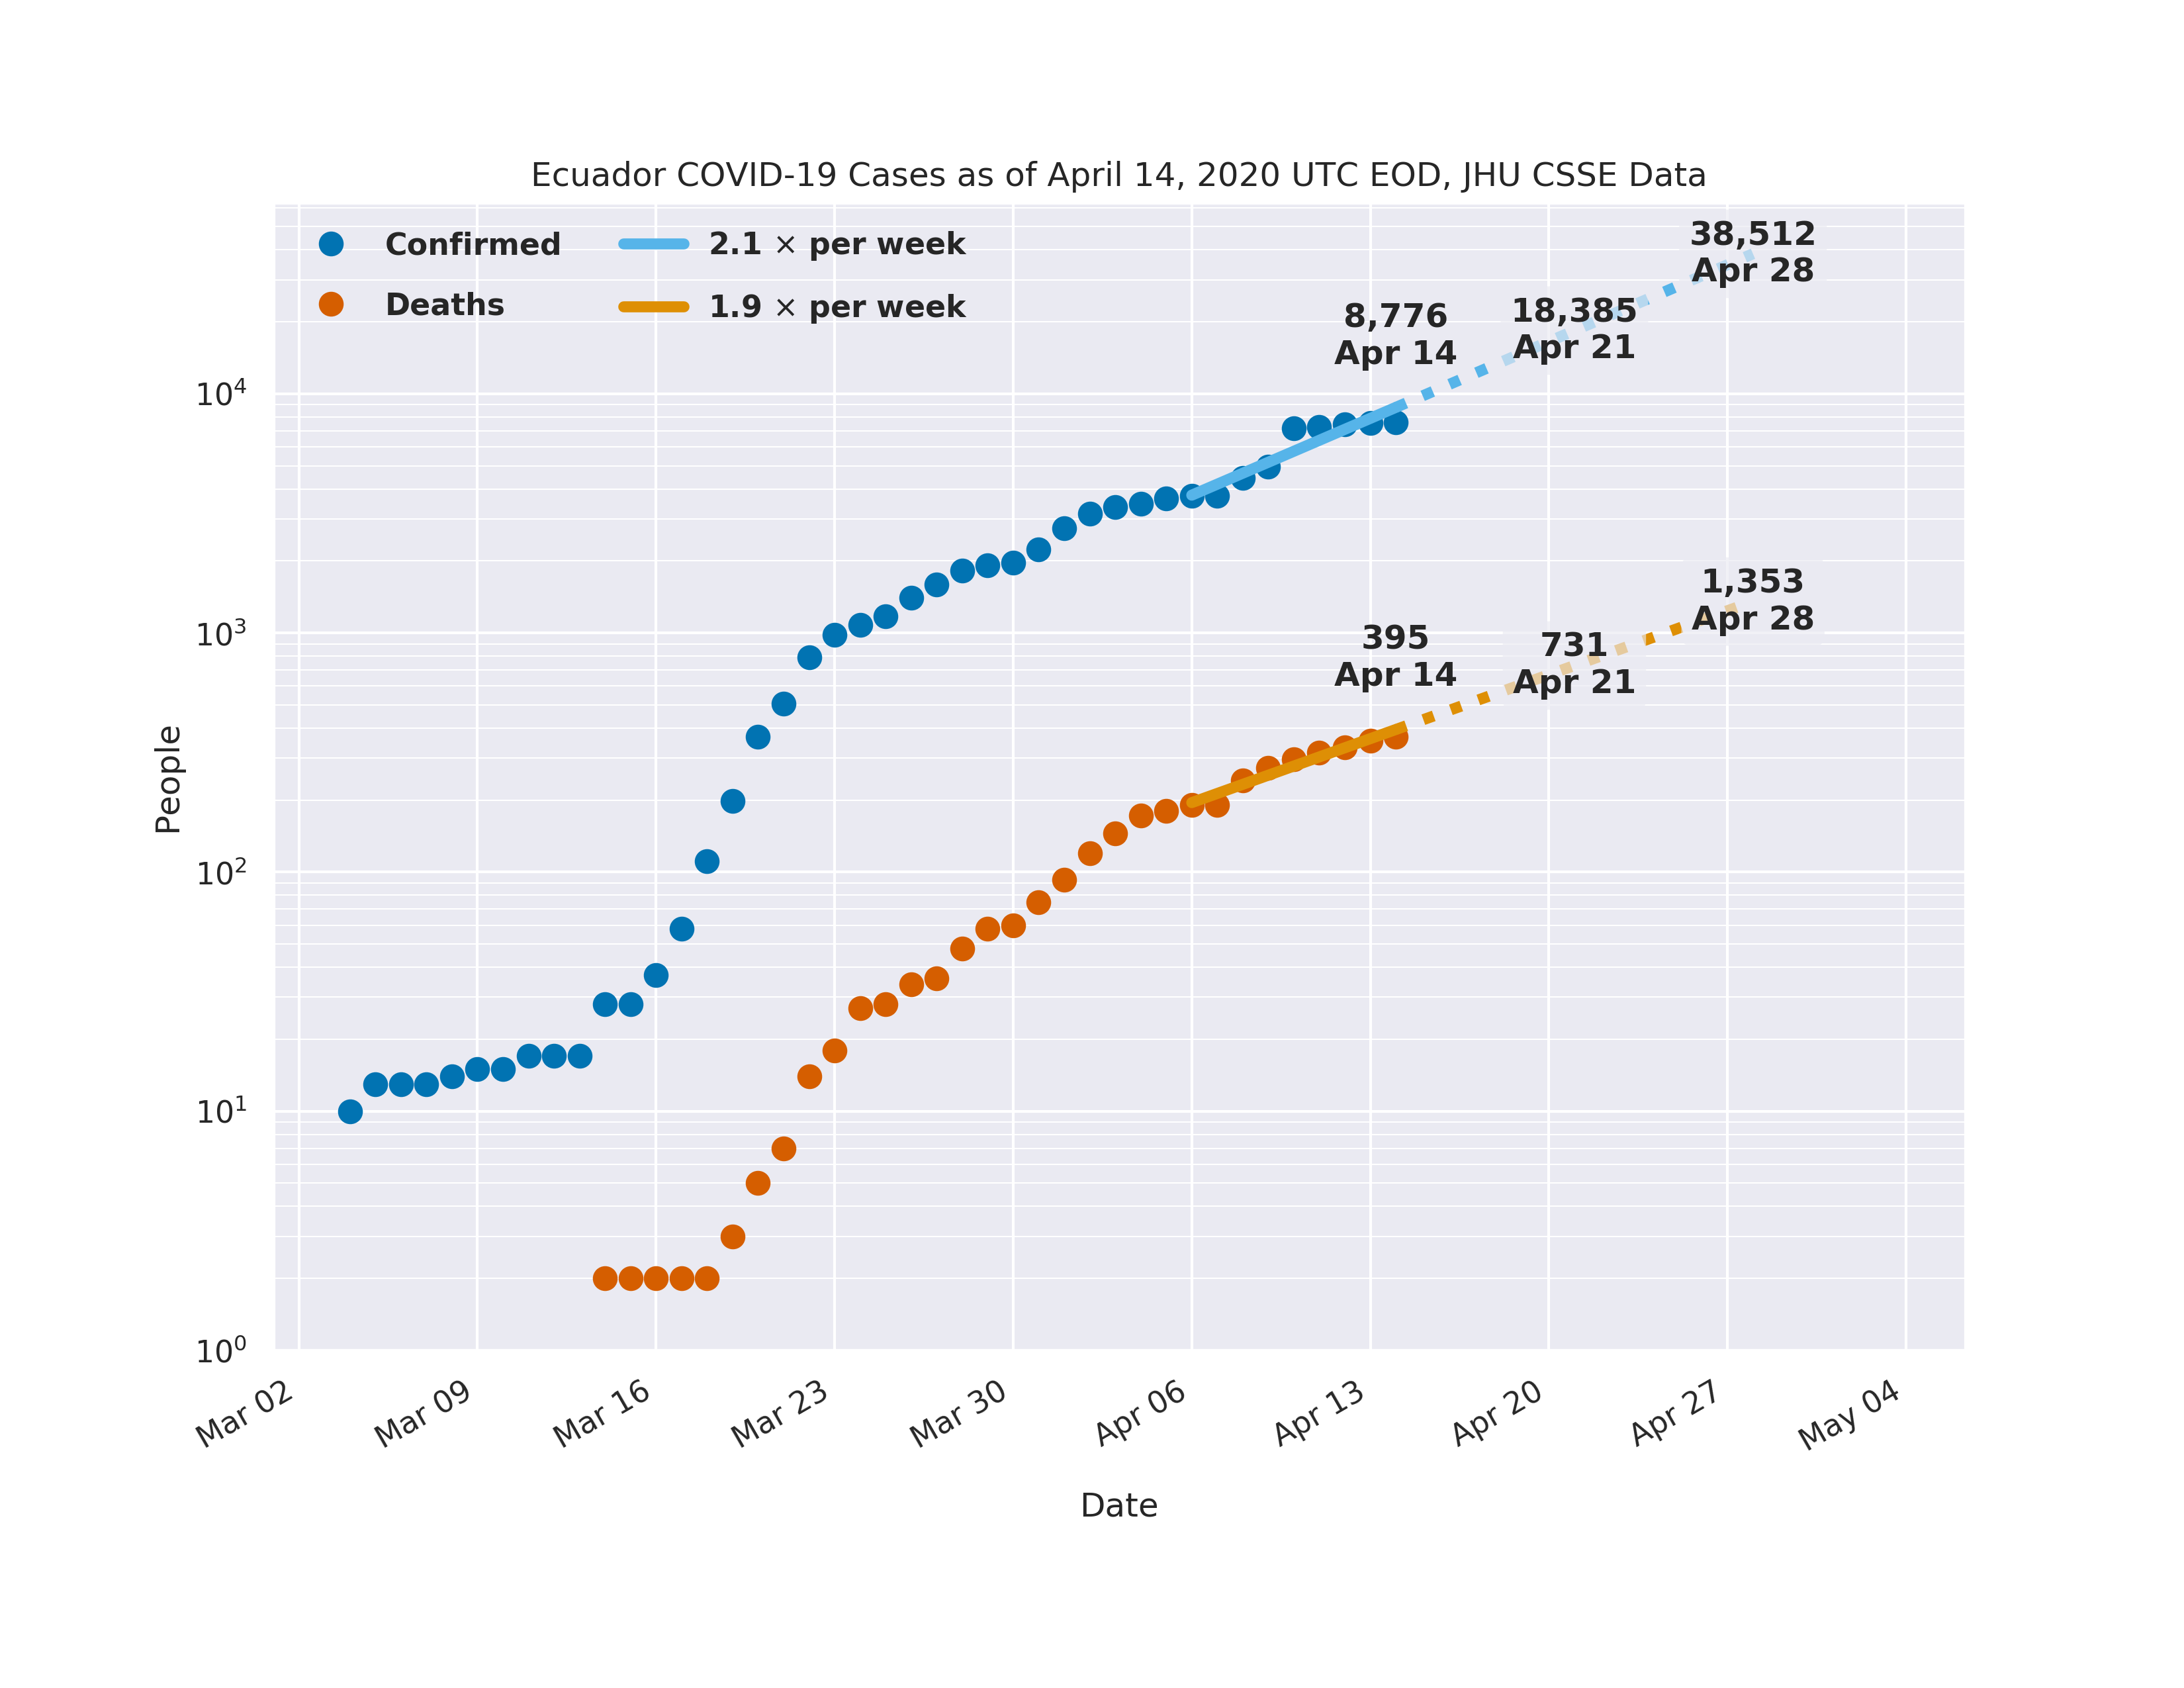 Ecuador COVID-19 Cases as of April 14, 2020 UTC EOD, JHU CSSE Data
Confirmed
Deaths
2.1 × per week
1.9 × per week
38,512
Apr 28
18,385
Apr 21
8,776
Apr 14
1,353
Apr 28
731
Apr 21
395
Apr 14
People
10⁴
10³
10²
10¹
10⁰
Mar 02
Mar 09
Mar 16
Mar 23
Mar 30
Apr 06
Apr 13
Apr 20
Apr 27
May 04
Date